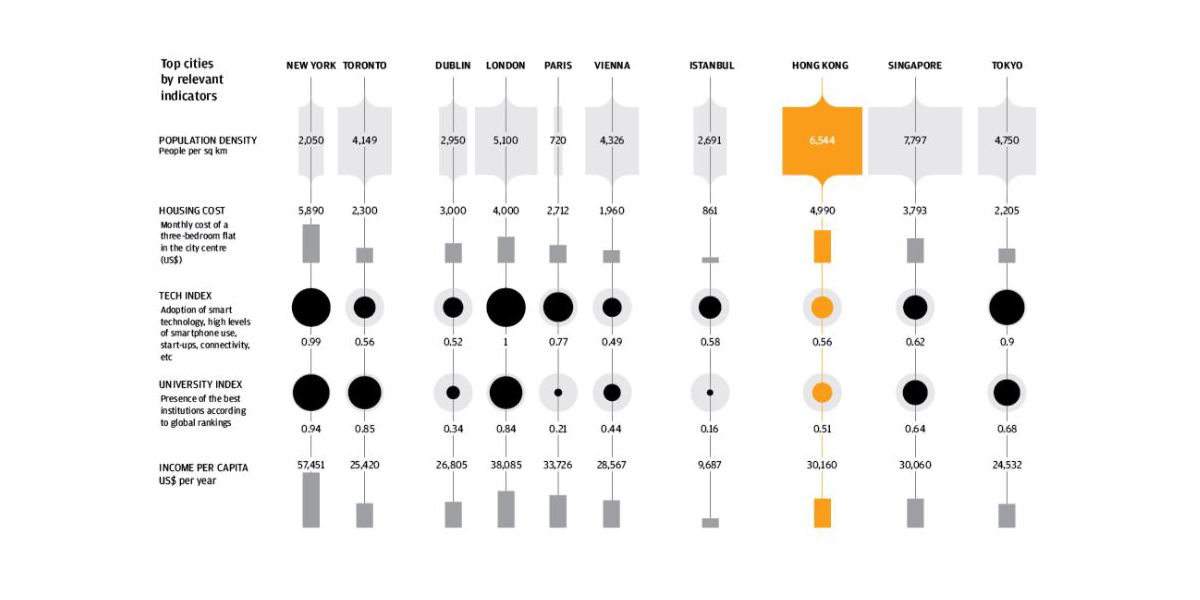 Top cities
by relevant
indicators
NEW YORK TORONTO DUBLIN LONDON PARIS VIENNA ISTANBUL HONG KONG SINGAPORE TOKYO
POPULATION DENSITY
People per sq km
2,050 4,149 2,950 5,100 720 4,326 2,691 6,544 7,797 4,750
HOUSING COST
Monthly cost of a
three-bedroom flat
in the city centre
(US$)
5,890 2,300 3,000 4,000 2,712 1,960 861 4,990 3,793 2,205
TECH INDEX
Adoption of smart
technology, high levels
of smartphone use,
start-ups, connectivity,
etc
0.99 0.56 0.52 1 0.77 0.49 0.58 0.56 0.62 0.9
UNIVERSITY INDEX
Presence of the best
institutions according
to global rankings
0.94 0.85 0.34 0.84 0.21 0.44 0.16 0.51 0.64 0.68
INCOME PER CAPITA
US$ per year
57,451 25,420 26,805 38,085 33,726 28,567 9,687 30,160 30,060 24,532